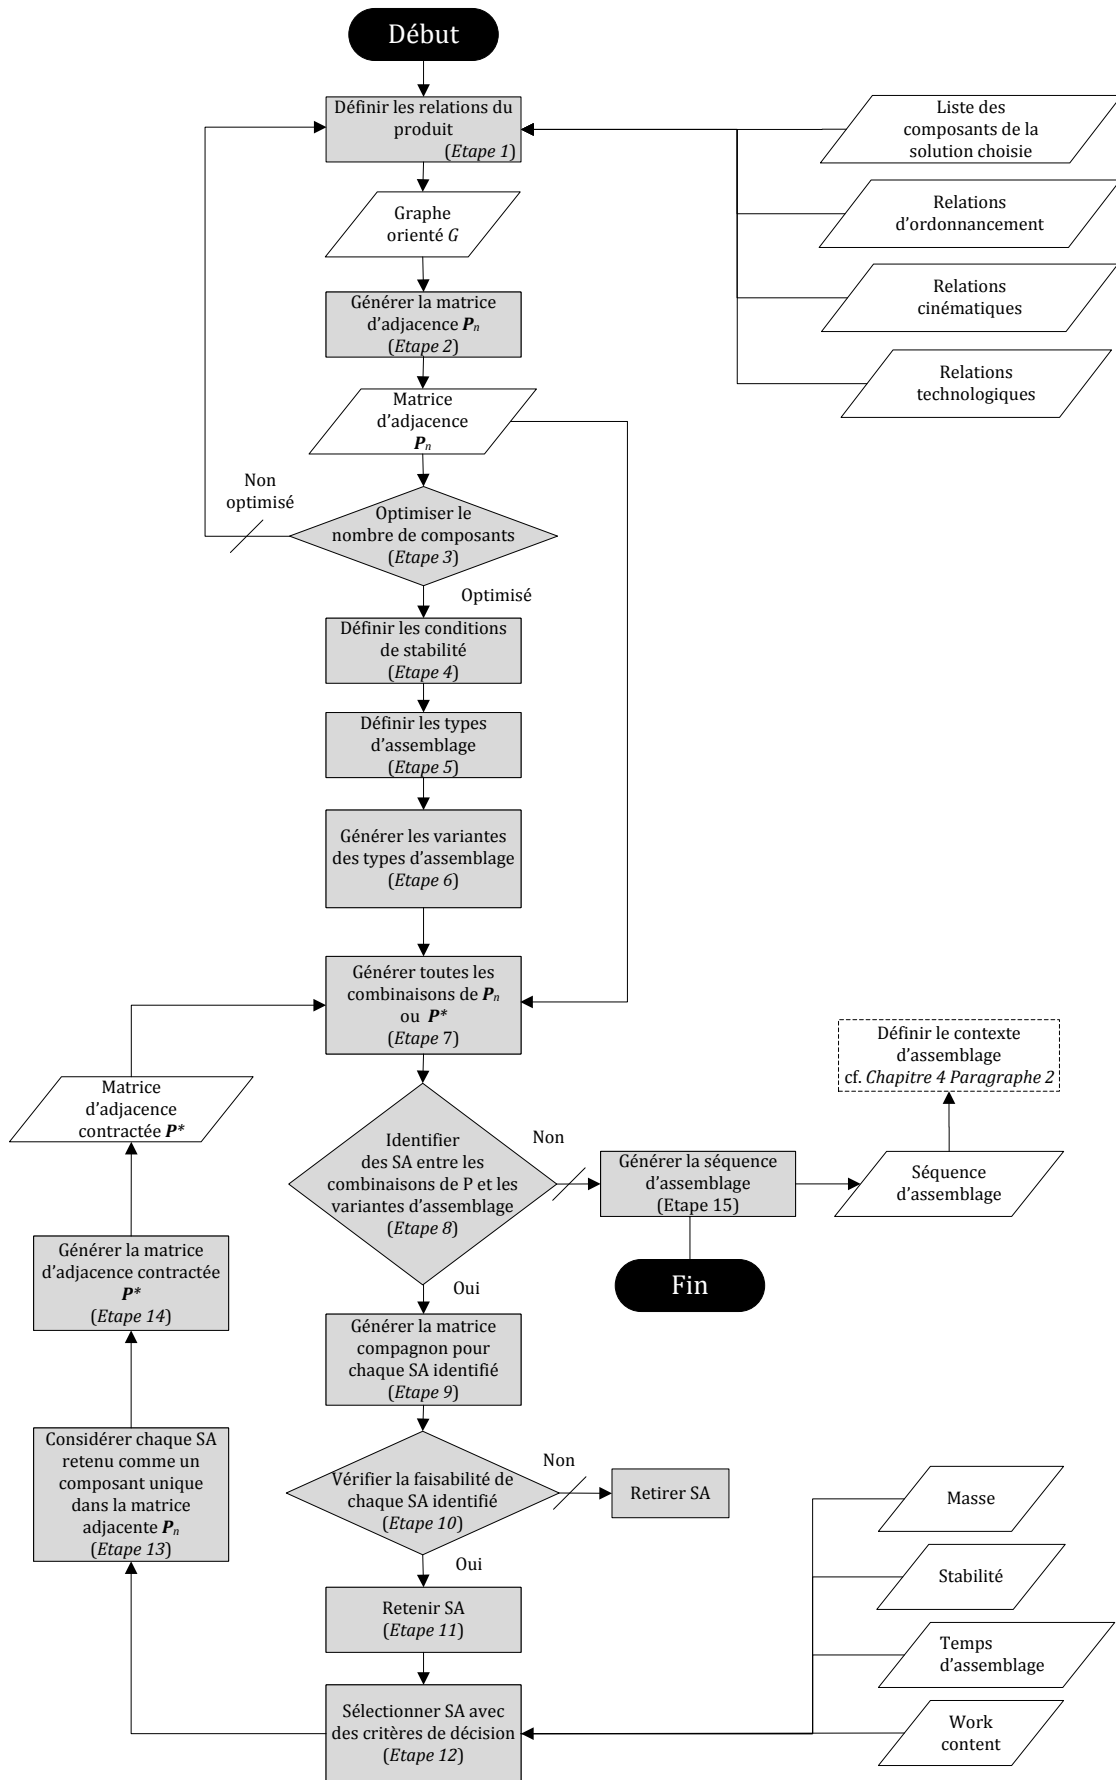 Début
Définir les relations du
produit
(Etape 1)
Liste des
composants de la
solution choisie
Graphe
orienté G
Relations
d'ordonnancement
Générer la matrice
d'adjacence Pn
(Etape 2)
Relations
cinématiques
Matrice
d'adjacence
Pn
Relations
technologiques
Non
optimisé
Optimiser le
nombre de composants
(Etape 3)
Optimisé
Définir les conditions
de stabilité
(Etape 4)
Définir les types
d'assemblage
(Etape 5)
Générer les variantes
des types d'assemblage
(Etape 6)
Générer toutes les
combinaisons de Pn
ou P*
(Etape 7)
Définir le contexte
d'assemblage
cf. Chapitre 4 Paragraphe 2
Matrice
d'adjacence
contractée P*
Identifier
des SA entre les
combinaisons de P et les
variantes d'assemblage
(Etape 8)
Non
Générer la séquence
d'assemblage
(Etape 15)
Séquence
d'assemblage
Fin
Oui
Générer la matrice
d'adjacence contractée
P*
(Etape 14)
Générer la matrice
compagnon pour
chaque SA identifié
(Etape 9)
Considérer chaque SA
retenu comme un
composant unique
dans la matrice
adjacente Pn
(Etape 13)
Vérifier la faisabilité de
chaque SA identifié
(Etape 10)
Non
Retirer SA
Oui
Masse
Stabilité
Retenir SA
(Etape 11)
Temps
d'assemblage
Sélectionner SA avec
des critères de décision
(Etape 12)
Work
content